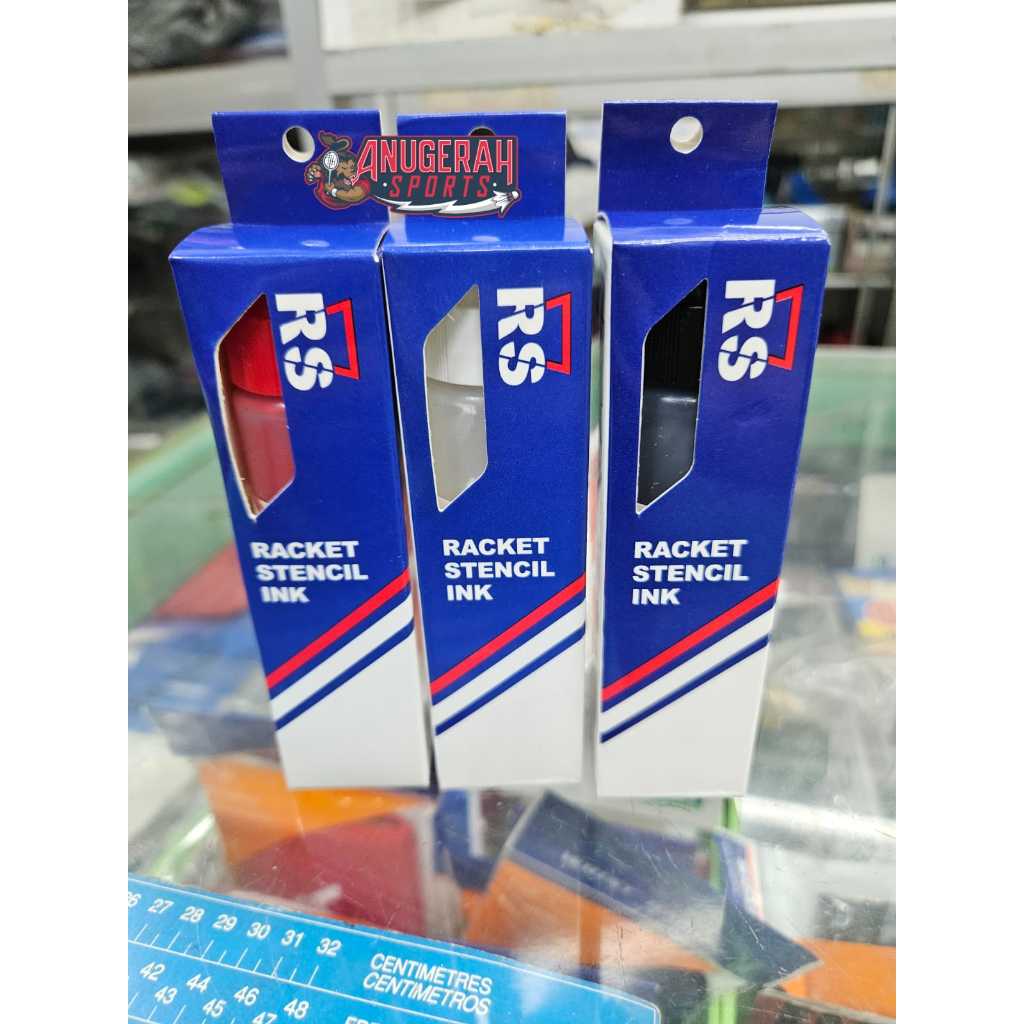 ANUGERAH
SPORTS
RS
RACKET
STENCIL
INK
RS
RACKET
STENCIL
INK
RS
RACKET
STENCIL
INK
27 28 29 30 31 32
CENTIMETRES
CENTIMETROS
42 44 46 48
43 45 47